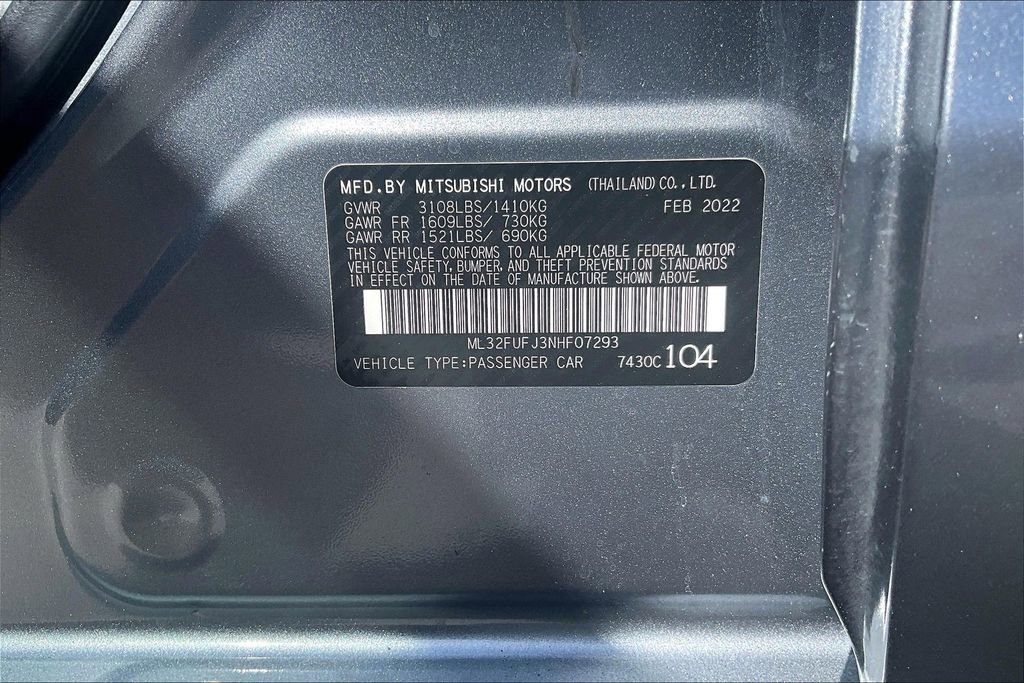 MFD.BY MITSUBISHI MOTORS (THAILAND) CO., LTD.
GVWR 3108LBS/1410KG FEB 2022
GAWR FR 1609LBS/ 730KG
GAWR RR 1521LBS/ 690KG
THIS VEHICLE CONFORMS TO ALL APPLICABLE FEDERAL MOTOR
VEHICLE SAFETY, BUMPER, AND THEFT PREVENTION STANDARDS
IN EFFECT ON THE DATE OF MANUFACTURE SHOWN ABOVE.
ML32FUFJ3NHF07293
VEHICLE TYPE:PASSENGER CAR 7430C 104